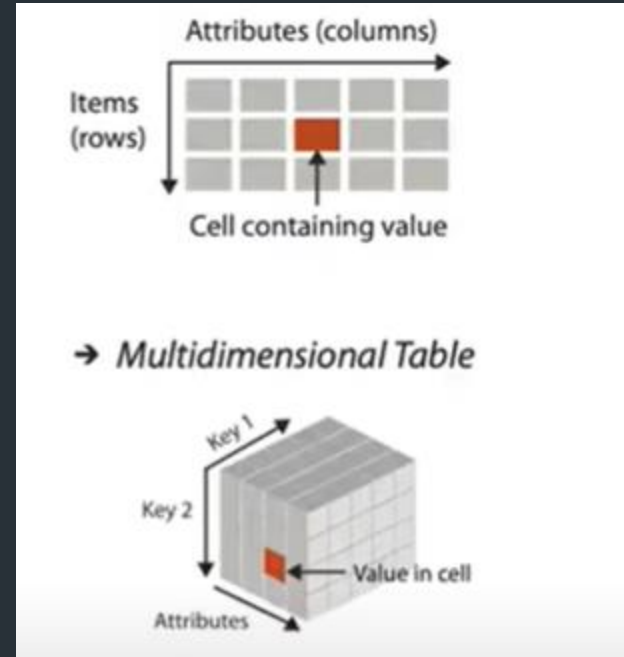 Attributes (columns)
Items
(rows)
Cell containing value
→ Multidimensional Table
Key 1
Key 2
Value in cell
Attributes